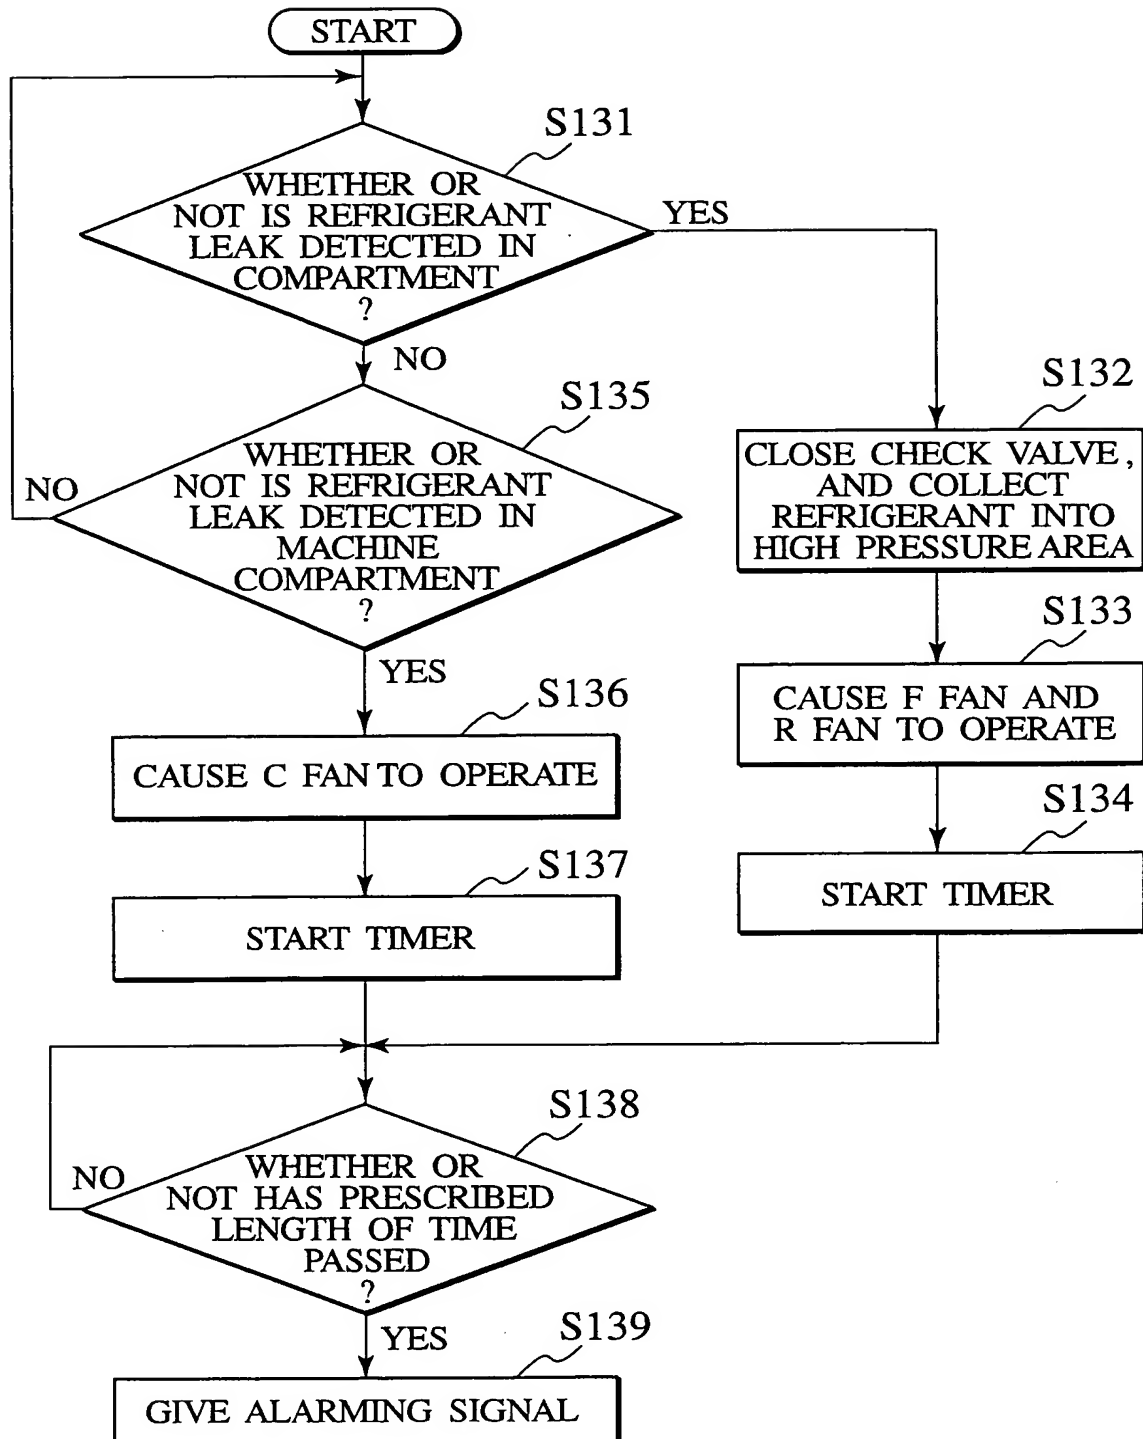 START
S131
WHETHER OR
NOT IS REFRIGERANT
LEAK DETECTED IN
COMPARTMENT
?
YES
NO
S135
WHETHER OR
NOT IS REFRIGERANT
LEAK DETECTED IN
MACHINE
COMPARTMENT
?
NO
YES
S132
CLOSE CHECK VALVE,
AND COLLECT
REFRIGERANT INTO
HIGH PRESSURE AREA
S133
CAUSE F FAN AND
R FAN TO OPERATE
S134
START TIMER
S136
CAUSE C FAN TO OPERATE
S137
START TIMER
S138
WHETHER OR
NOT HAS PRESCRIBED
LENGTH OF TIME
PASSED
?
NO
YES
S139
GIVE ALARMING SIGNAL